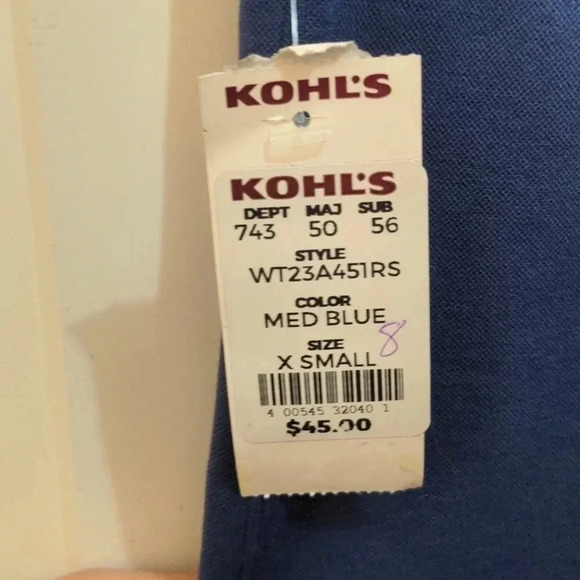 KOHL'S
KOHL'S
DEPT MAJ SUB
743 50 56
STYLE
WT23A451RS
COLOR
MED BLUE
8
SIZE
X SMALL
4 00545 32040 1
$45.00